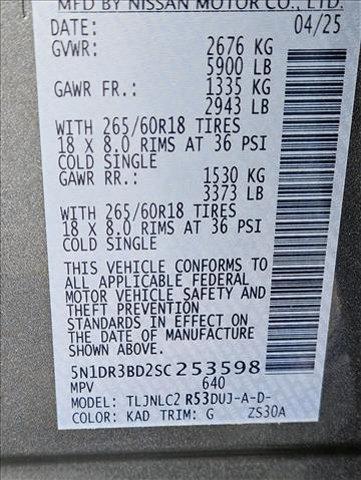 MFD BY NISSAN MOTOR CO., LTD.
DATE: 04/25
GVWR: 2676 KG
5900 LB
GAWR FR.: 1335 KG
2943 LB
WITH 265/60R18 TIRES
18 X 8.0 RIMS AT 36 PSI
COLD SINGLE
GAWR RR.: 1530 KG
3373 LB
WITH 265/60R18 TIRES
18 X 8.0 RIMS AT 36 PSI
COLD SINGLE
THIS VEHICLE CONFORMS TO
ALL APPLICABLE FEDERAL
MOTOR VEHICLE SAFETY AND
THEFT PREVENTION
STANDARDS IN EFFECT ON
THE DATE OF MANUFACTURE
SHOWN ABOVE.
5N1DR3BD2SC253598
MPV 640
MODEL: TLJNLC2 R53DUJ-A-D-
COLOR: KAD TRIM: G ZS30A